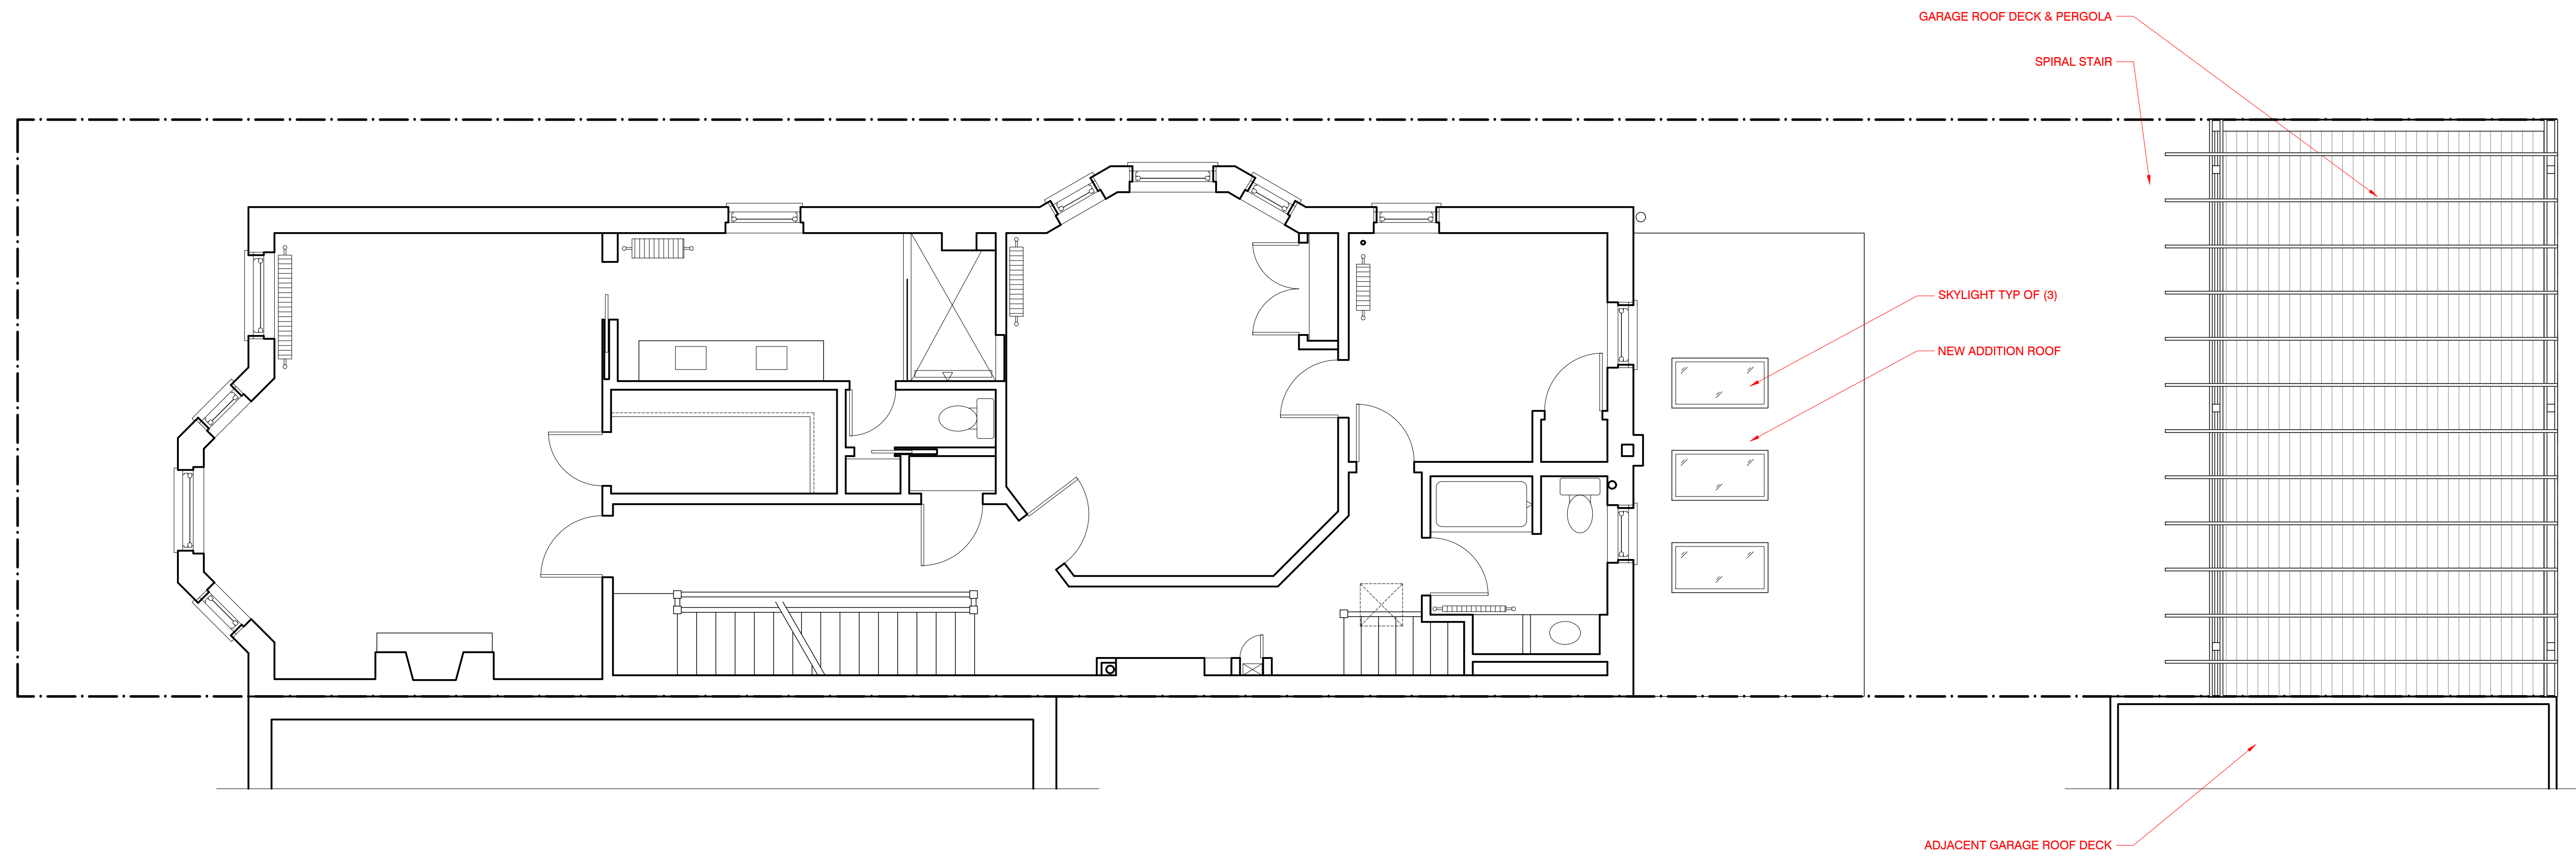 GARAGE ROOF DECK & PERGOLA
SPIRAL STAIR
SKYLIGHT TYP OF (3)
NEW ADDITION ROOF
ADJACENT GARAGE ROOF DECK